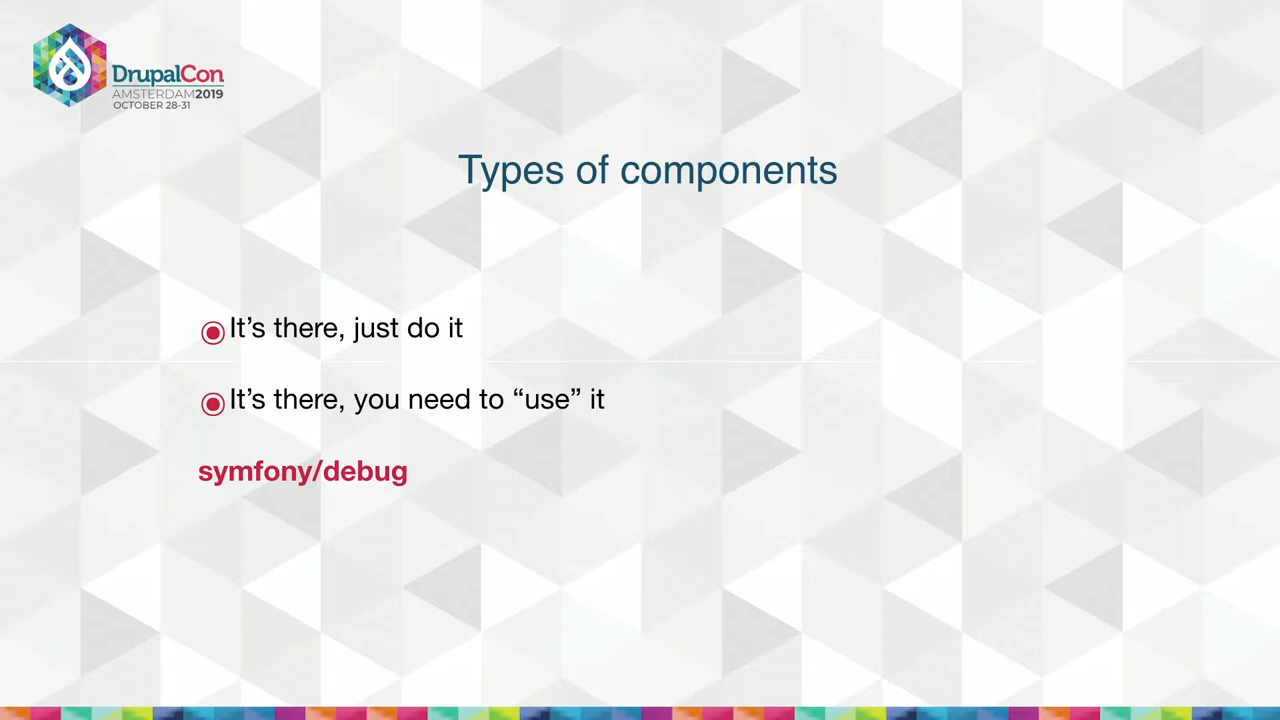 DrupalCon
AMSTERDAM2019
OCTOBER 28-31
Types of components
It’s there, just do it
It’s there, you need to “use” it
symfony/debug